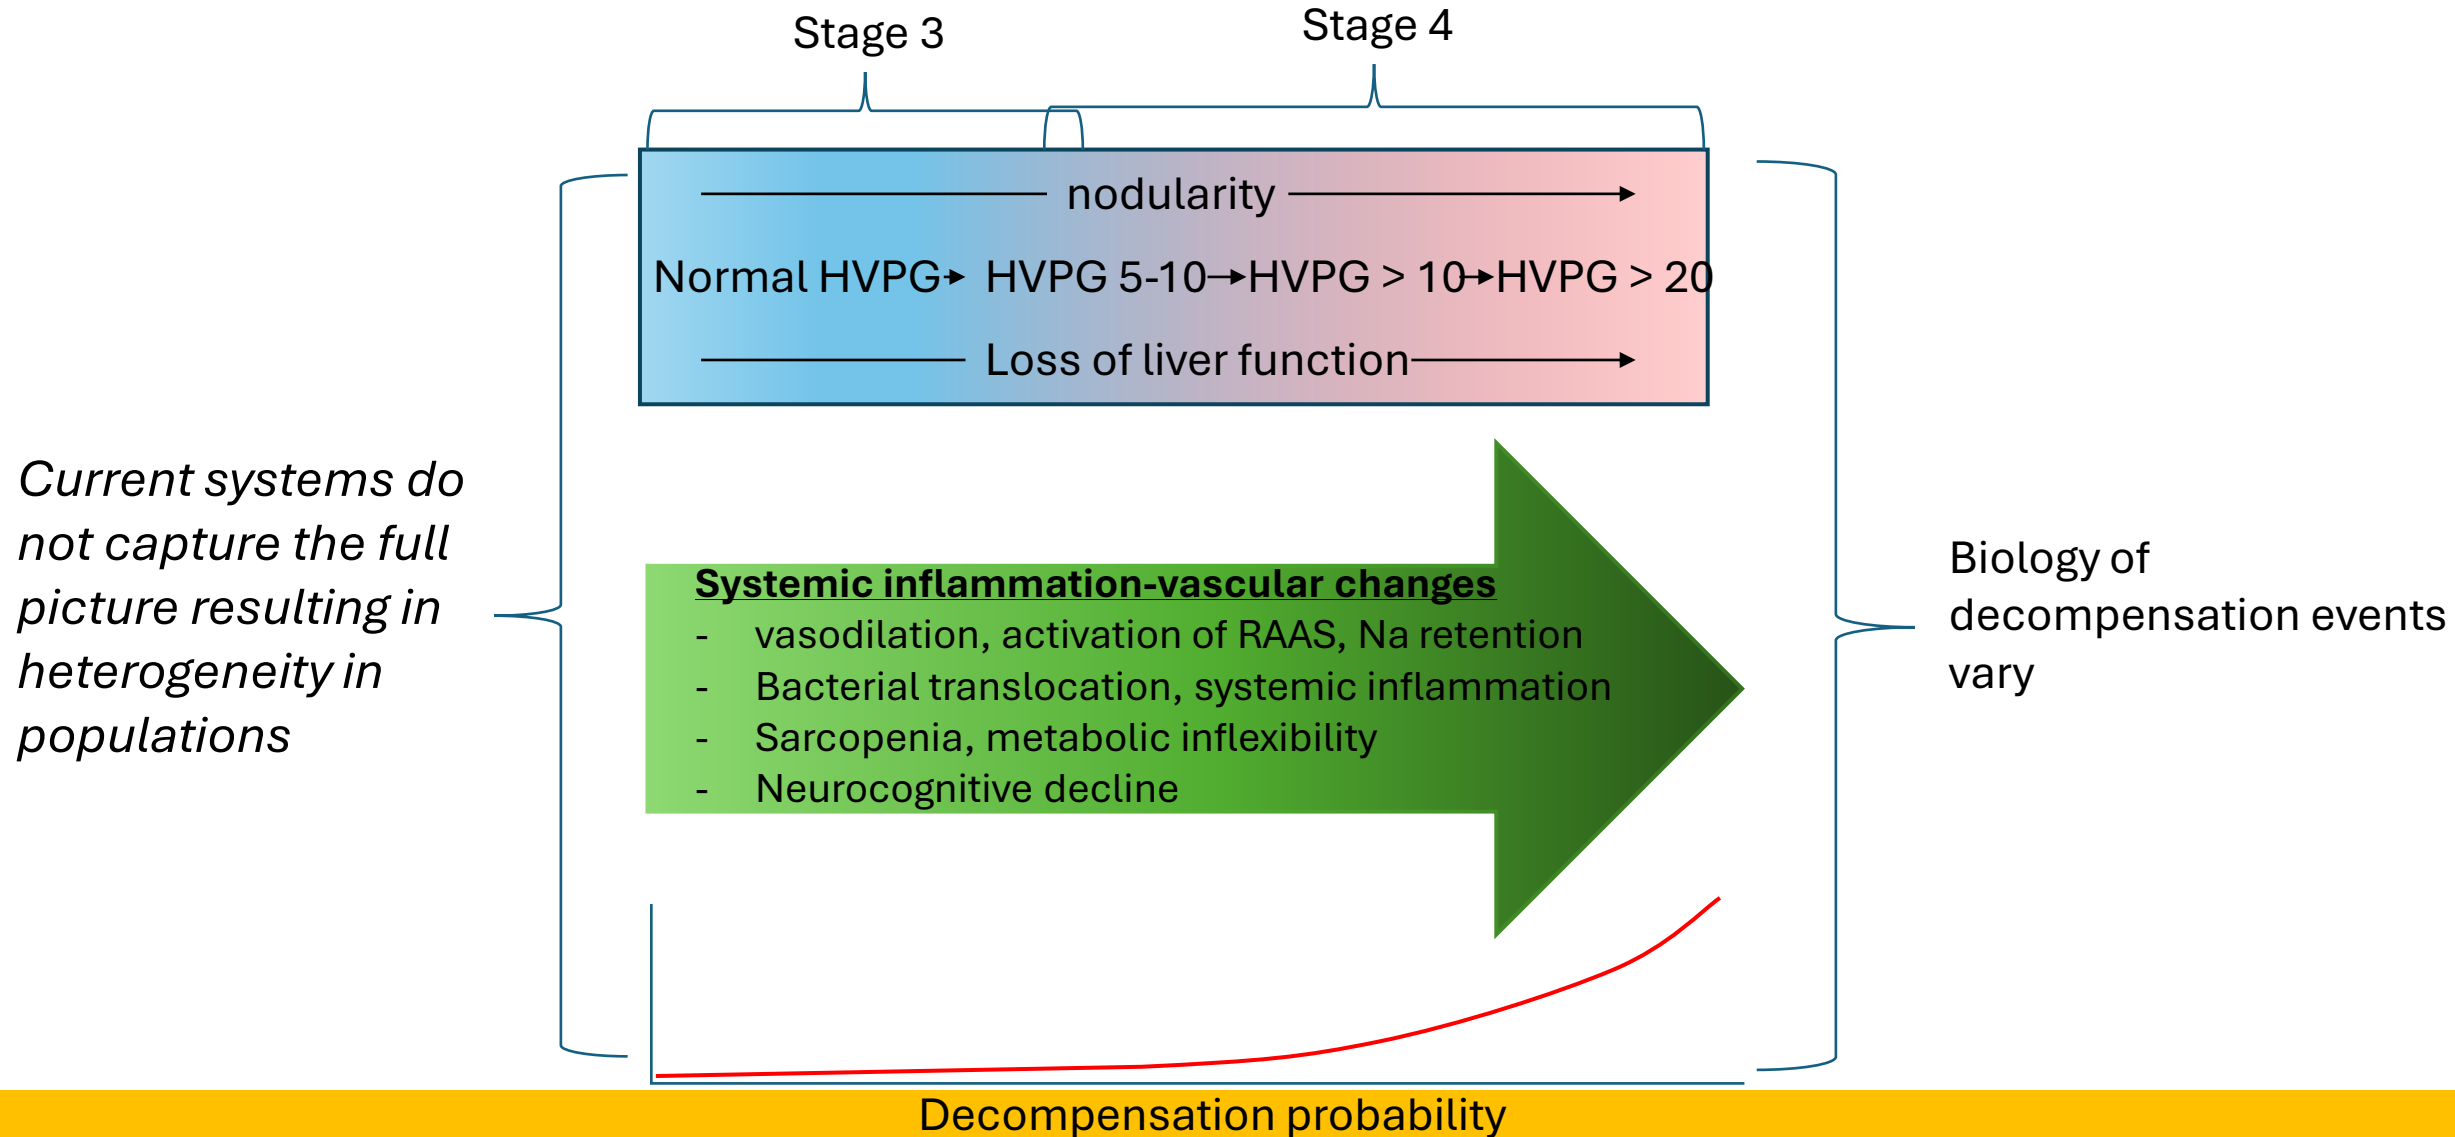 Stage 3
Stage 4
nodularity
Normal HVPG
HVPG 5-10
HVPG > 10
HVPG > 20
Loss of liver function
Current systems do
not capture the full
picture resulting in
heterogeneity in
populations
Systemic inflammation-vascular changes
- vasodilation, activation of RAAS, Na retention
- Bacterial translocation, systemic inflammation
- Sarcopenia, metabolic inflexibility
- Neurocognitive decline
Biology of
decompensation events
vary
Decompensation probability